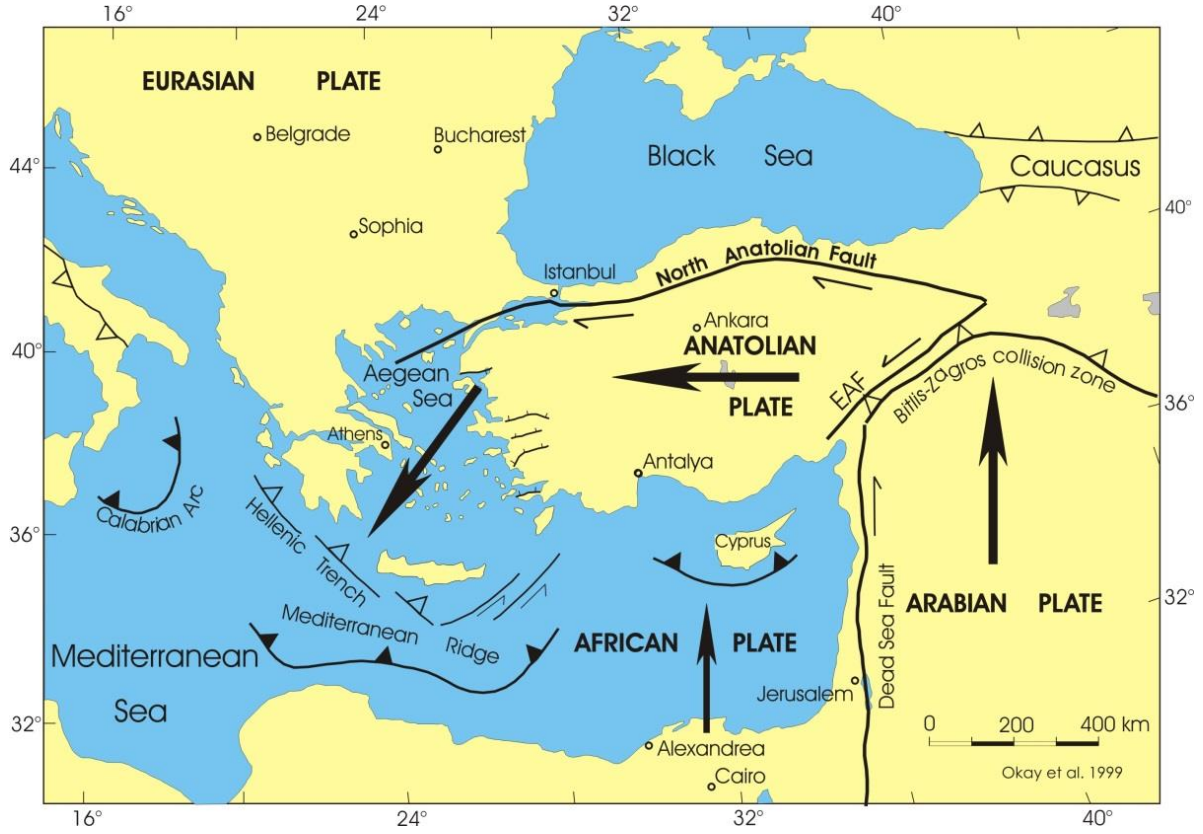 16° 24° 32° 40°
EURASIAN PLATE
Belgrade
Bucharest
Black Sea
44°
Caucasus
40°
Sophia
Istanbul
North Anatolian Fault
Ankara
ANATOLIAN
PLATE
40°
Aegean
Sea
EAF
Bitlis-Zagros collision zone
36°
Athens
Antalya
Calabrian Arc
Hellenic
Trench
36°
Cyprus
Mediterranean
Ridge
AFRICAN PLATE
Dead Sea Fault
ARABIAN PLATE
32°
Mediterranean
Sea
Jerusalem
32°
Alexandrea
Cairo
0 200 400 km
Okay et al. 1999
16° 24° 32° 40°